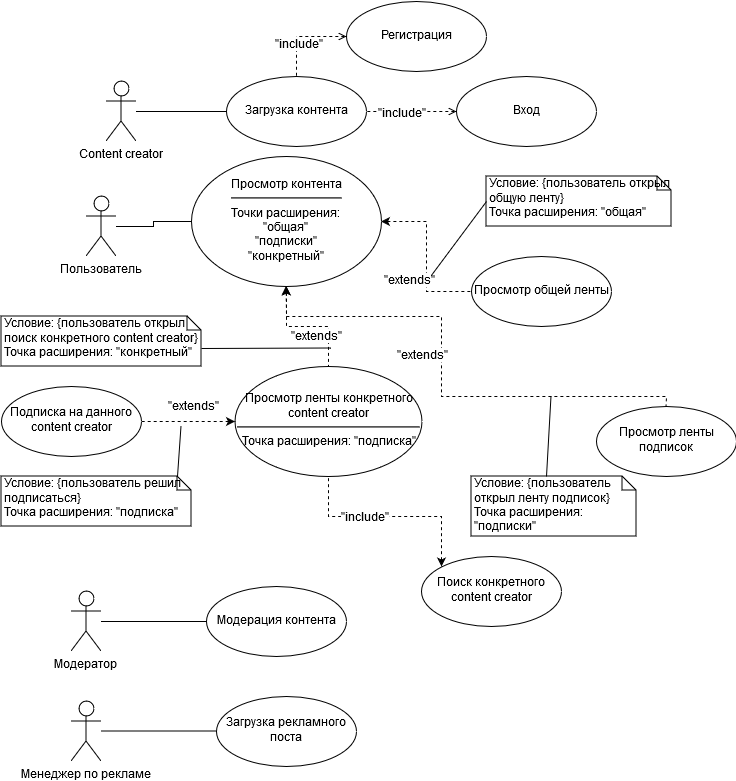 Регистрация
"include"
Загрузка контента
"include"
Вход
Content creator
Просмотр контента
Точки расширения:
"общая"
"подписки"
"конкретный"
Условие: {пользователь открыл
общую ленту}
Точка расширения: "общая"
Пользователь
"extends"
Просмотр общей ленты
Условие: {пользователь открыл
поиск конкретного content creator}
Точка расширения: "конкретный"
"extends"
"extends"
Подписка на данного
content creator
"extends"
Просмотр ленты конкретного
content creator
Точка расширения: "подписка"
Просмотр ленты
подписок
Условие: {пользователь решил
подписаться}
Точка расширения: "подписка"
Условие: {пользователь
открыл ленту подписок}
Точка расширения:
"подписки"
"include"
Поиск конкретного
content creator
Модерация контента
Модератор
Загрузка рекламного
поста
Менеджер по рекламе